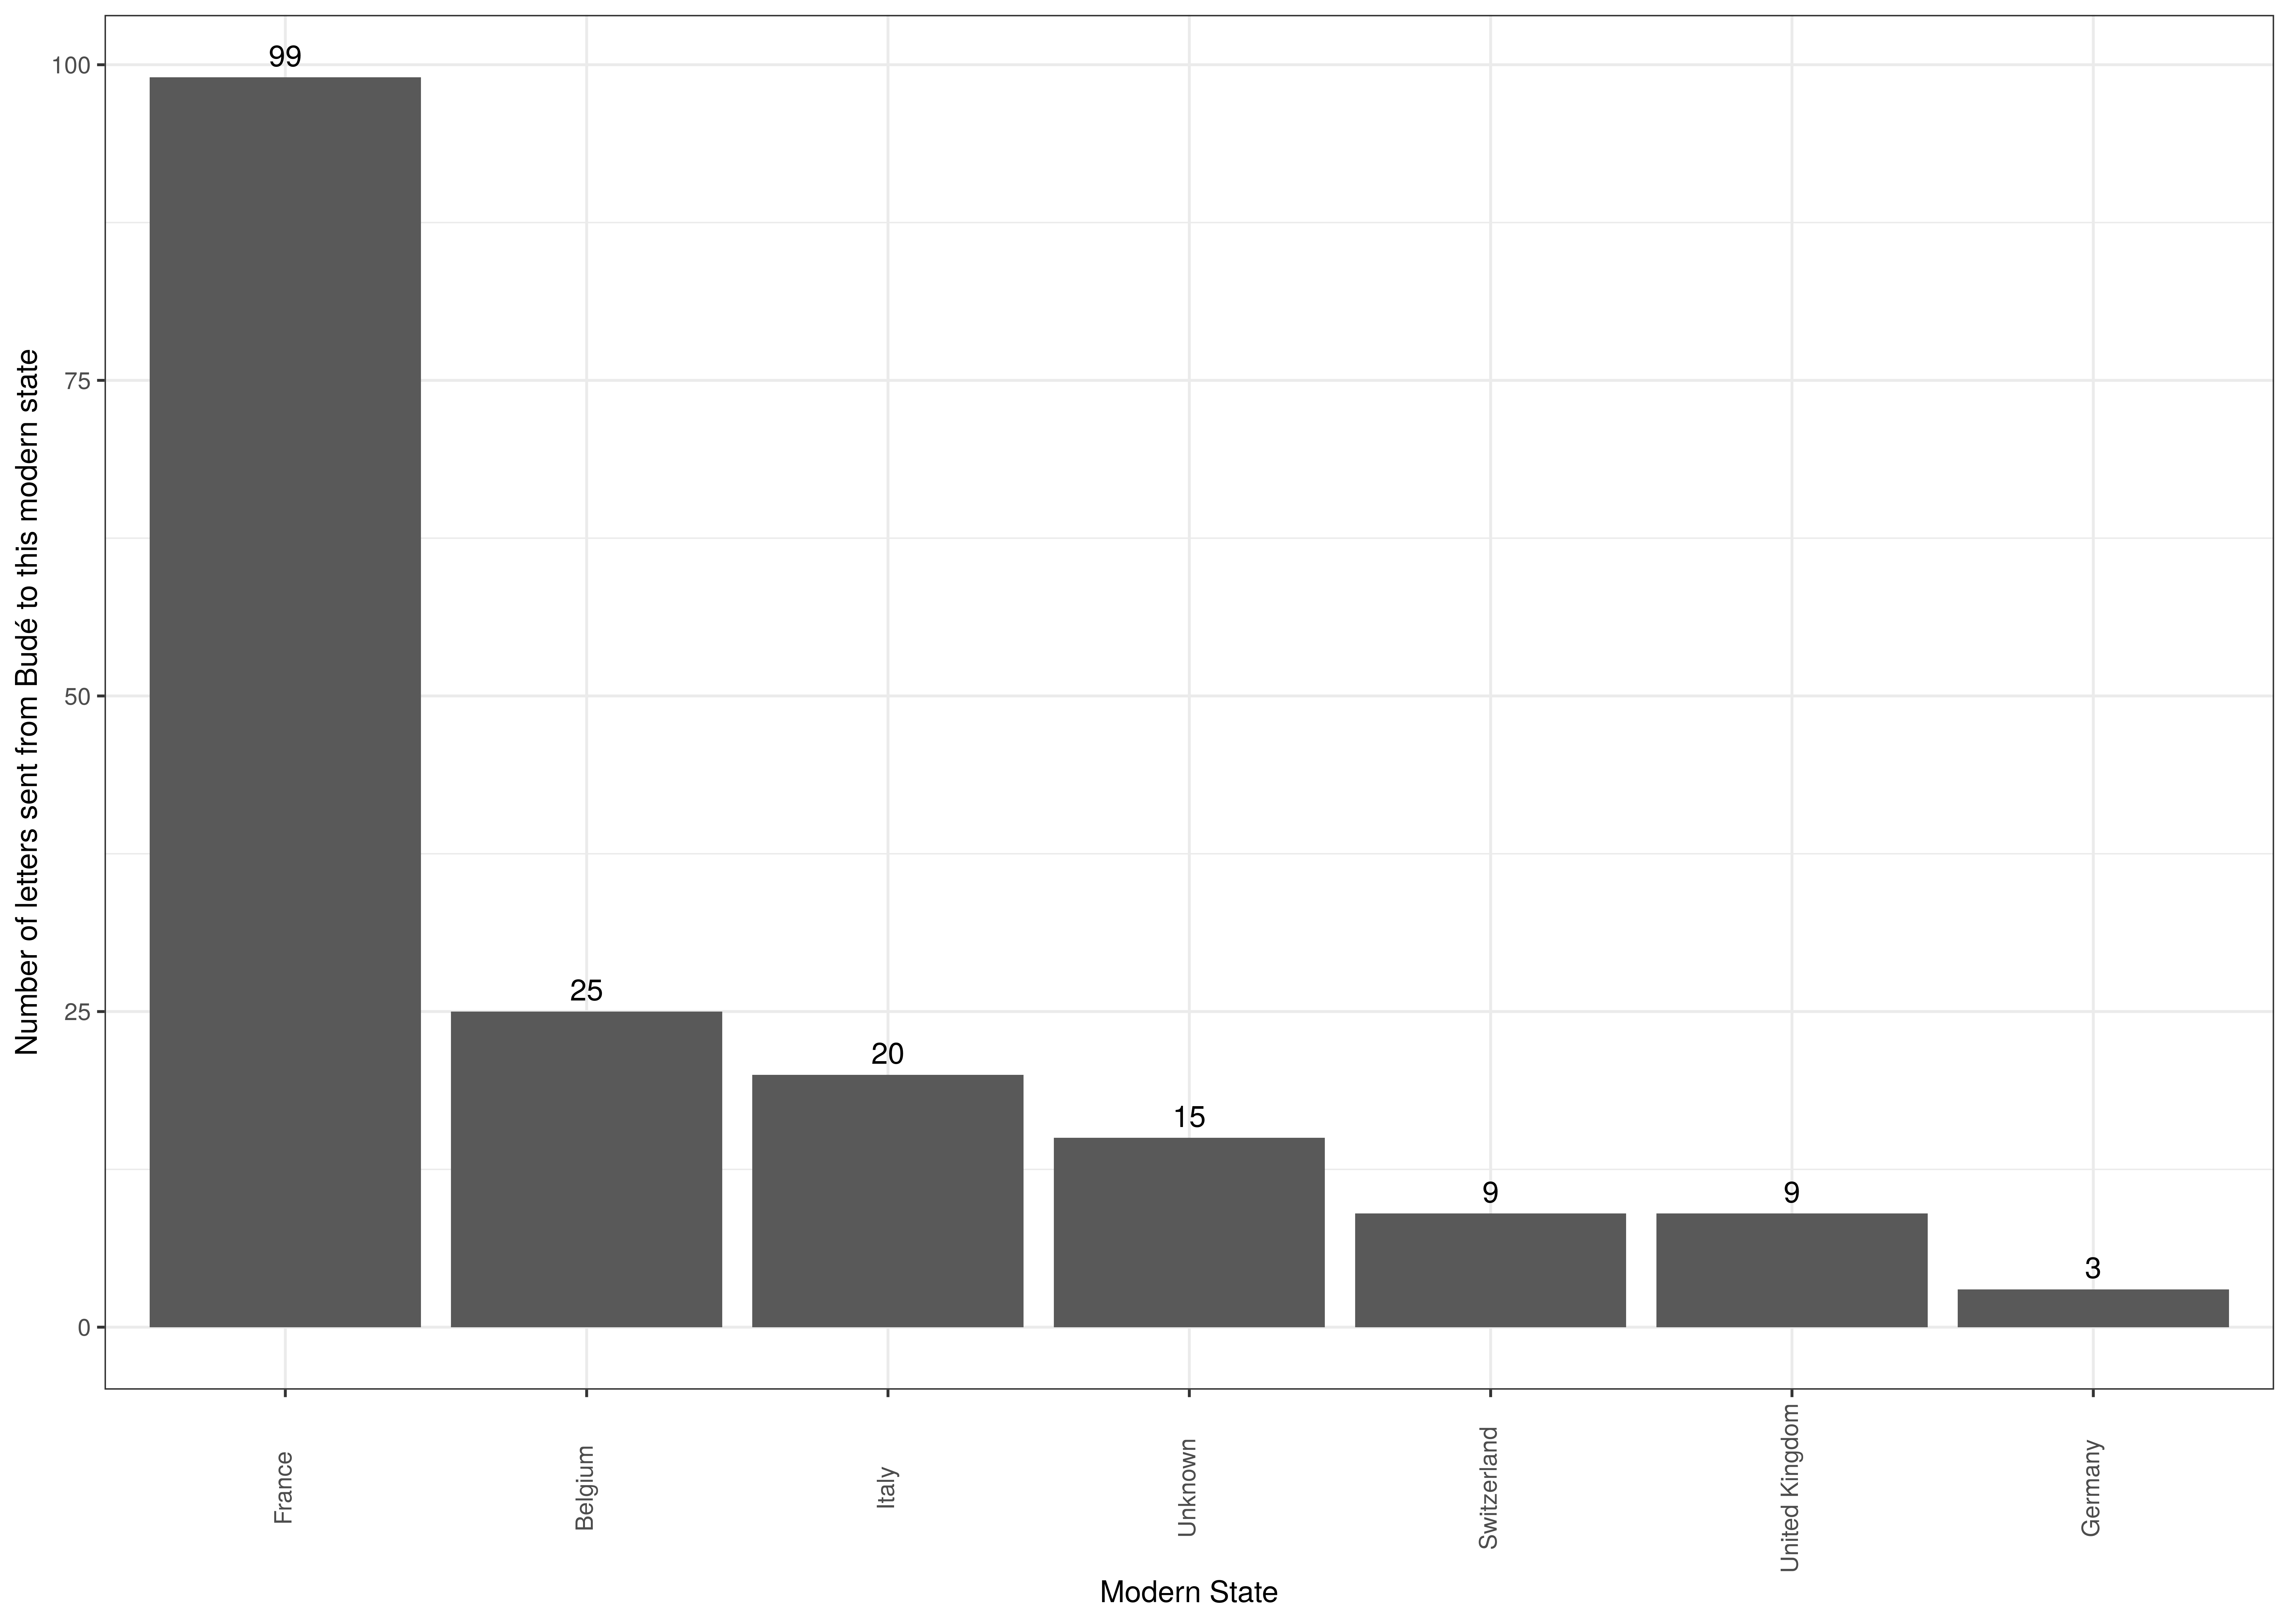 Number of letters sent from Budé to this modern state
100
75
50
25
0
99
25
20
15
9
9
3
France
Belgium
Italy
Unknown
Switzerland
United Kingdom
Germany
Modern State